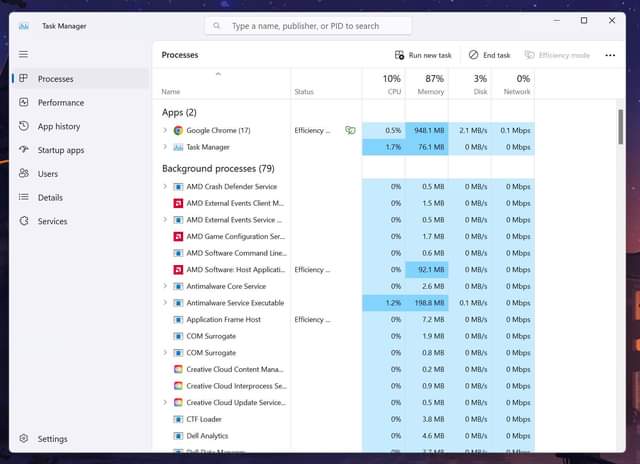 Task Manager
Type a name, publisher, or PID to search
Processes
Performance
App history
Startup apps
Users
Details
Services
Settings
Processes
Run new task
End task
Efficiency mode
10% 87% 3% 0%
Name Status CPU Memory Disk Network
Apps (2)
Google Chrome (17) Efficiency ... 0.5% 948.1 MB 2.1 MB/s 0.1 Mbps
Task Manager 1.7% 76.1 MB 0 MB/s 0 Mbps
Background processes (79)
AMD Crash Defender Service 0% 0.5 MB 0 MB/s 0 Mbps
AMD External Events Client M... 0% 1.5 MB 0 MB/s 0 Mbps
AMD External Events Service ... 0% 2.6 MB 0 MB/s 0 Mbps
AMD Game Configuration Ser... 0% 1.7 MB 0 MB/s 0 Mbps
AMD Software Command Line... 0% 0.6 MB 0 MB/s 0 Mbps
AMD Software: Host Applicati... Efficiency ... 0% 92.1 MB 0 MB/s 0 Mbps
Antimalware Core Service 0% 2.6 MB 0 MB/s 0 Mbps
Antimalware Service Executable 1.2% 198.8 MB 0.1 MB/s 0 Mbps
Application Frame Host Efficiency ... 0% 7.2 MB 0 MB/s 0 Mbps
COM Surrogate 0% 1.9 MB 0 MB/s 0 Mbps
COM Surrogate 0% 0.8 MB 0 MB/s 0 Mbps
Creative Cloud Content Mana... 0% 0.2 MB 0 MB/s 0 Mbps
Creative Cloud Interprocess Se... 0% 0.9 MB 0 MB/s 0 Mbps
Creative Cloud Update Service... 0% 0.5 MB 0 MB/s 0 Mbps
CTF Loader 0% 3.8 MB 0 MB/s 0 Mbps
Dell Analytics 0% 4.6 MB 0 MB/s 0 Mbps